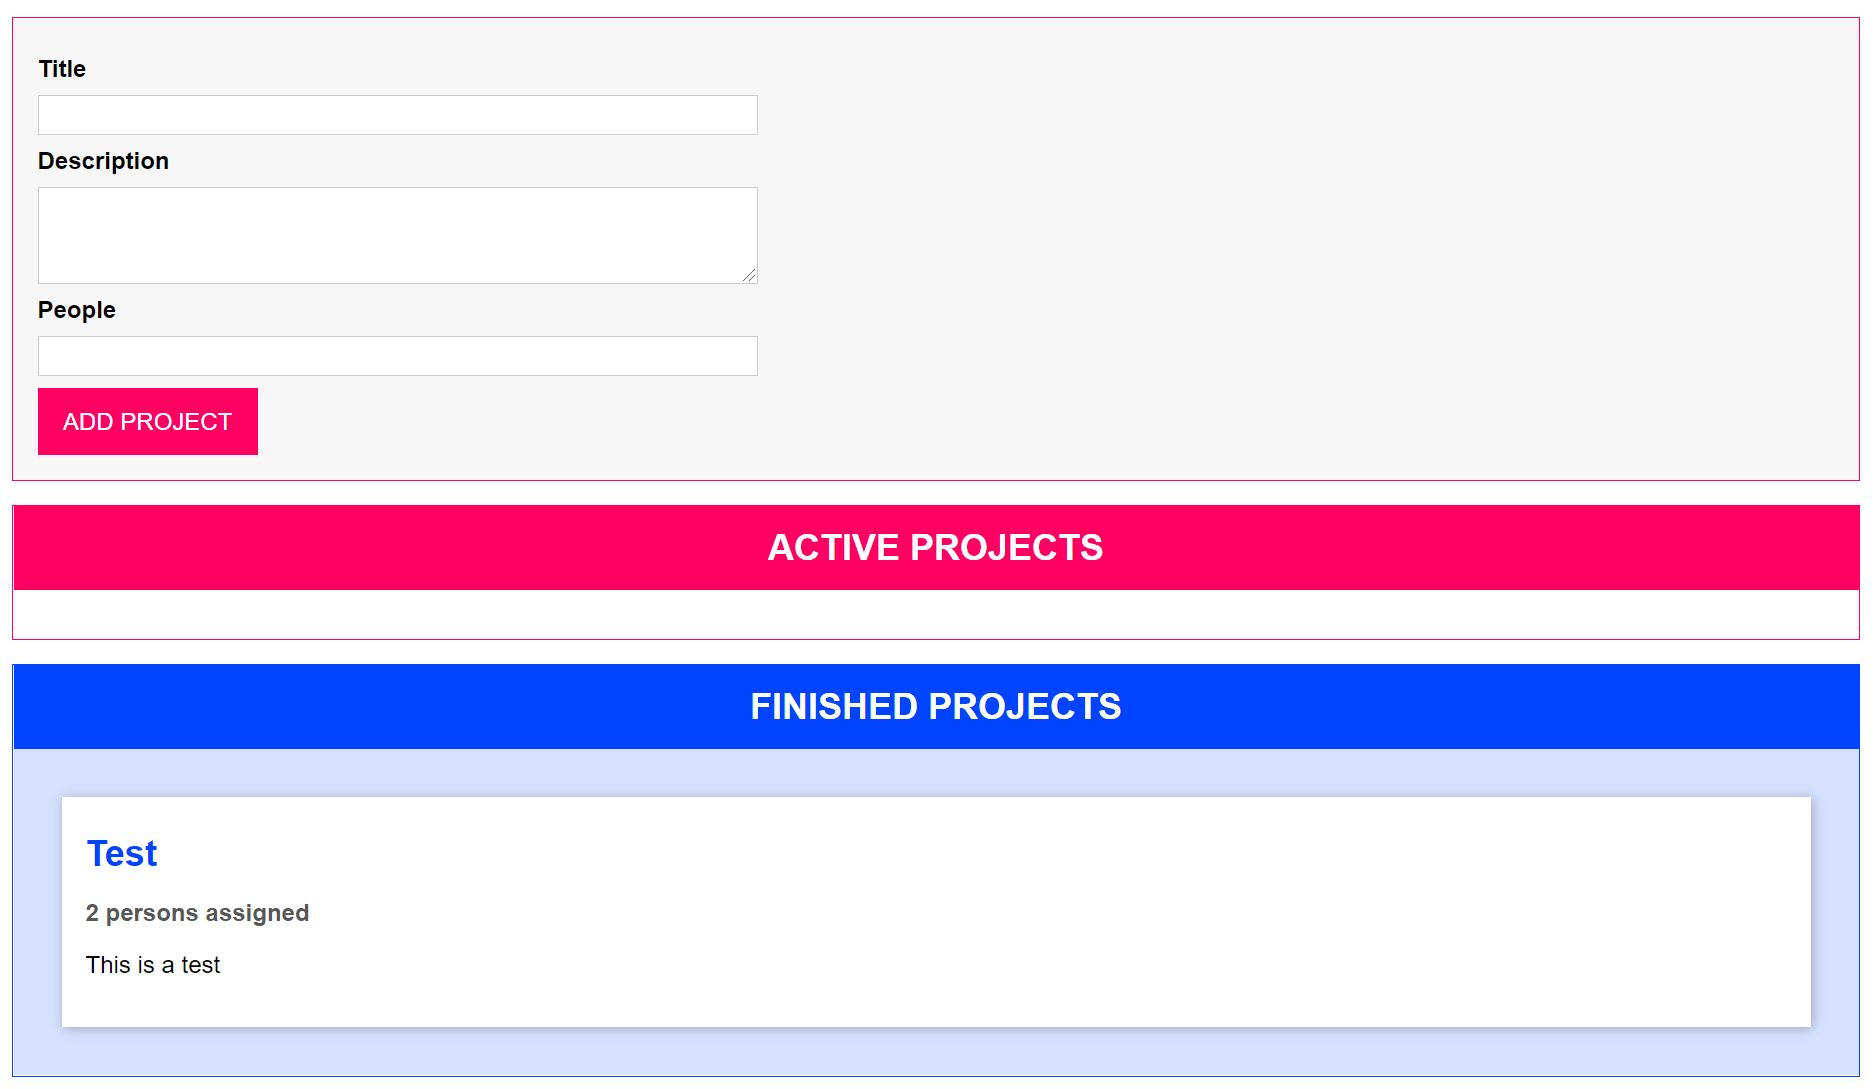 Title
Description
People
ADD PROJECT
ACTIVE PROJECTS
FINISHED PROJECTS
Test
2 persons assigned
This is a test